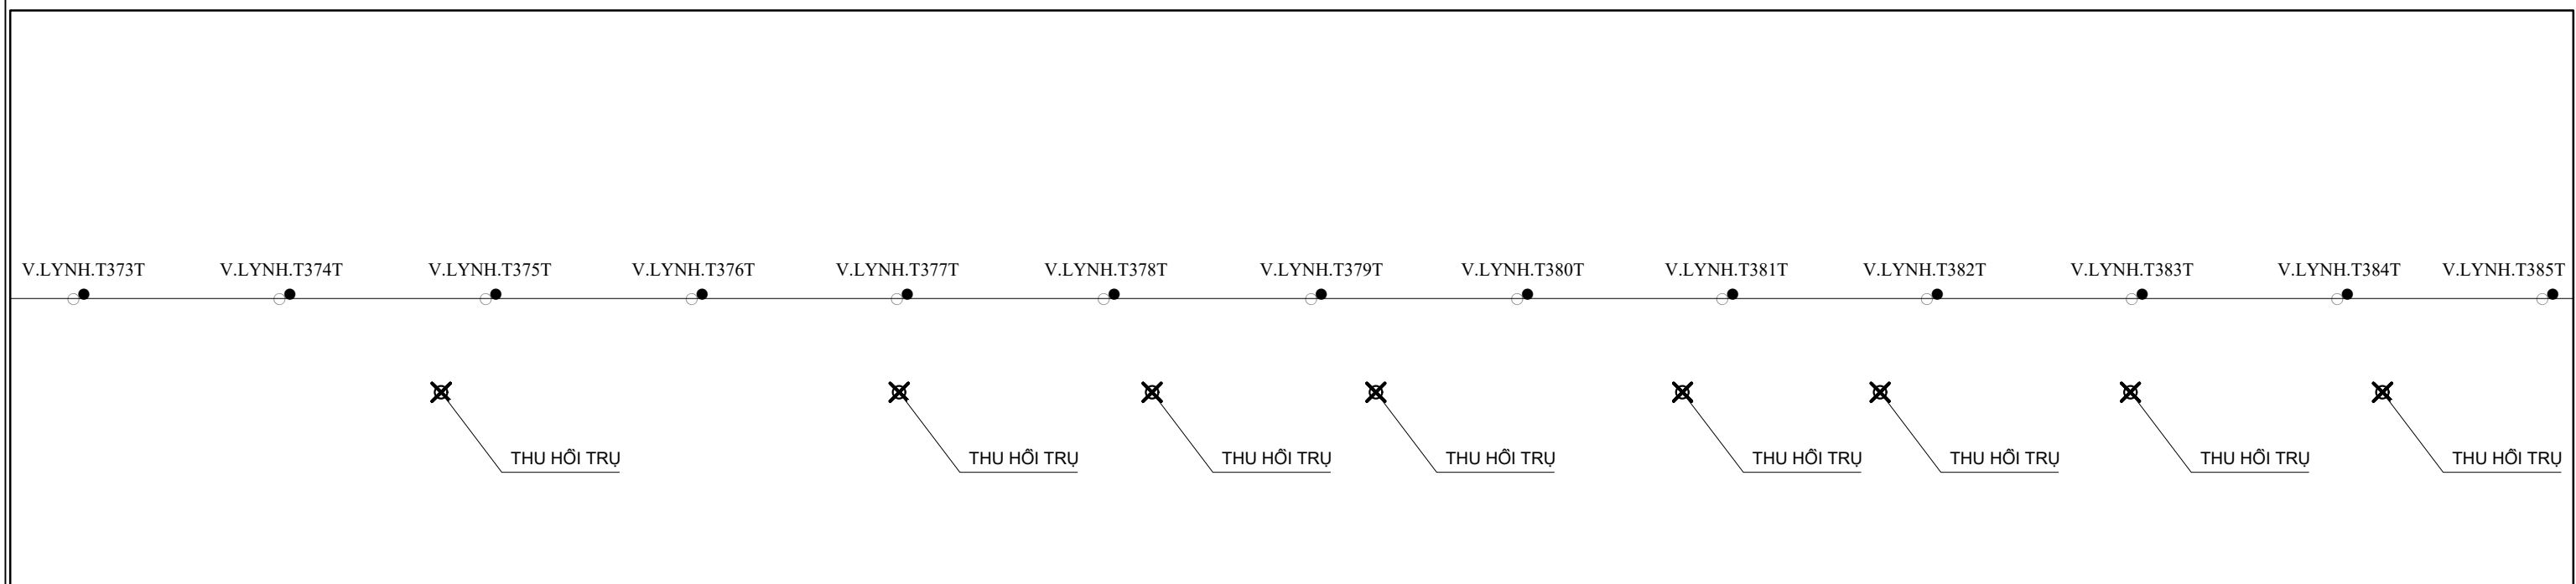 V.LYNH.T373T
V.LYNH.T374T
V.LYNH.T375T
V.LYNH.T376T
V.LYNH.T377T
V.LYNH.T378T
V.LYNH.T379T
V.LYNH.T380T
V.LYNH.T381T
V.LYNH.T382T
V.LYNH.T383T
V.LYNH.T384T
V.LYNH.T385T
THU HỒI TRỤ
THU HỒI TRỤ
THU HỒI TRỤ
THU HỒI TRỤ
THU HỒI TRỤ
THU HỒI TRỤ
THU HỒI TRỤ
THU HỒI TRỤ